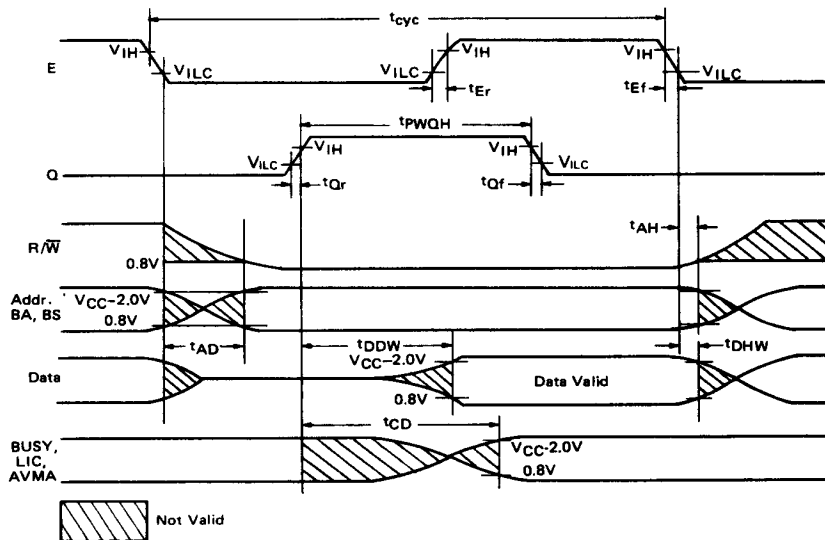 tcyc
E
VIH
VILC
VILC
VIH
tEr
VIH
VILC
tEf
tPWQH
Q
VILC
VIH
tQr
VIH
VILC
tQf
R/W̅
0.8V
tAH
Addr.
BA, BS
VCC-2.0V
0.8V
tAD
tDDW
tDHW
Data
VCC-2.0V
0.8V
Data Valid
tCD
BUSY,
LIC,
AVMA
VCC-2.0V
0.8V
Not Valid